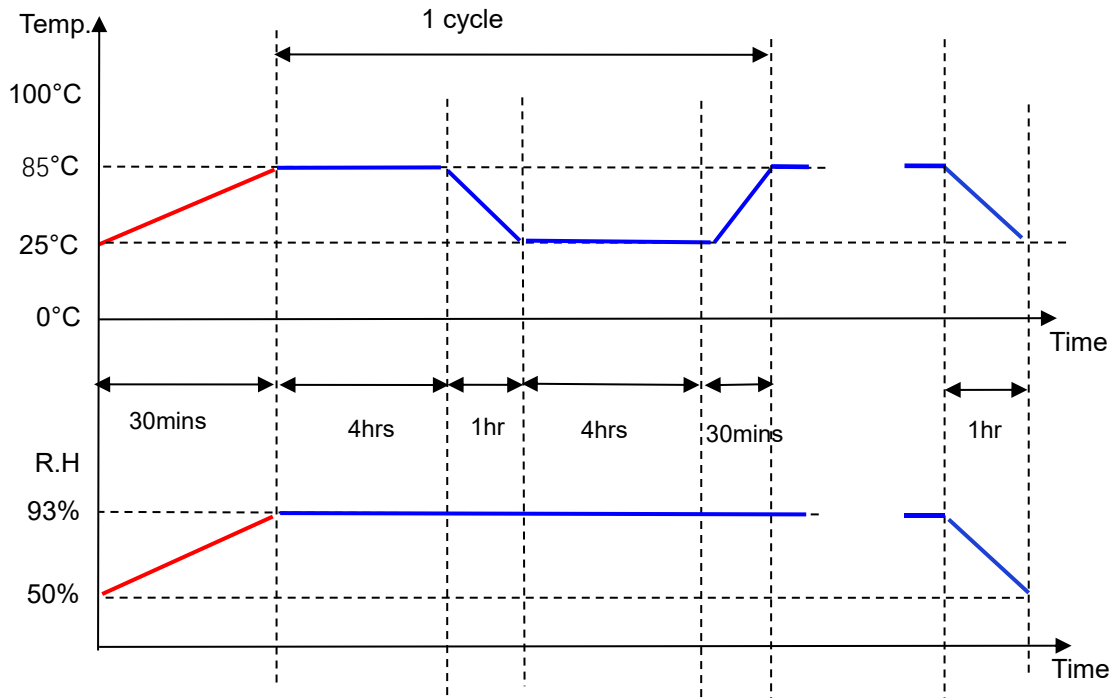 1 cycle
Temp.
100°C
85°C
25°C
0°C
Time
30mins
4hrs
1hr
4hrs
30mins
1hr
R.H
93%
50%
Time